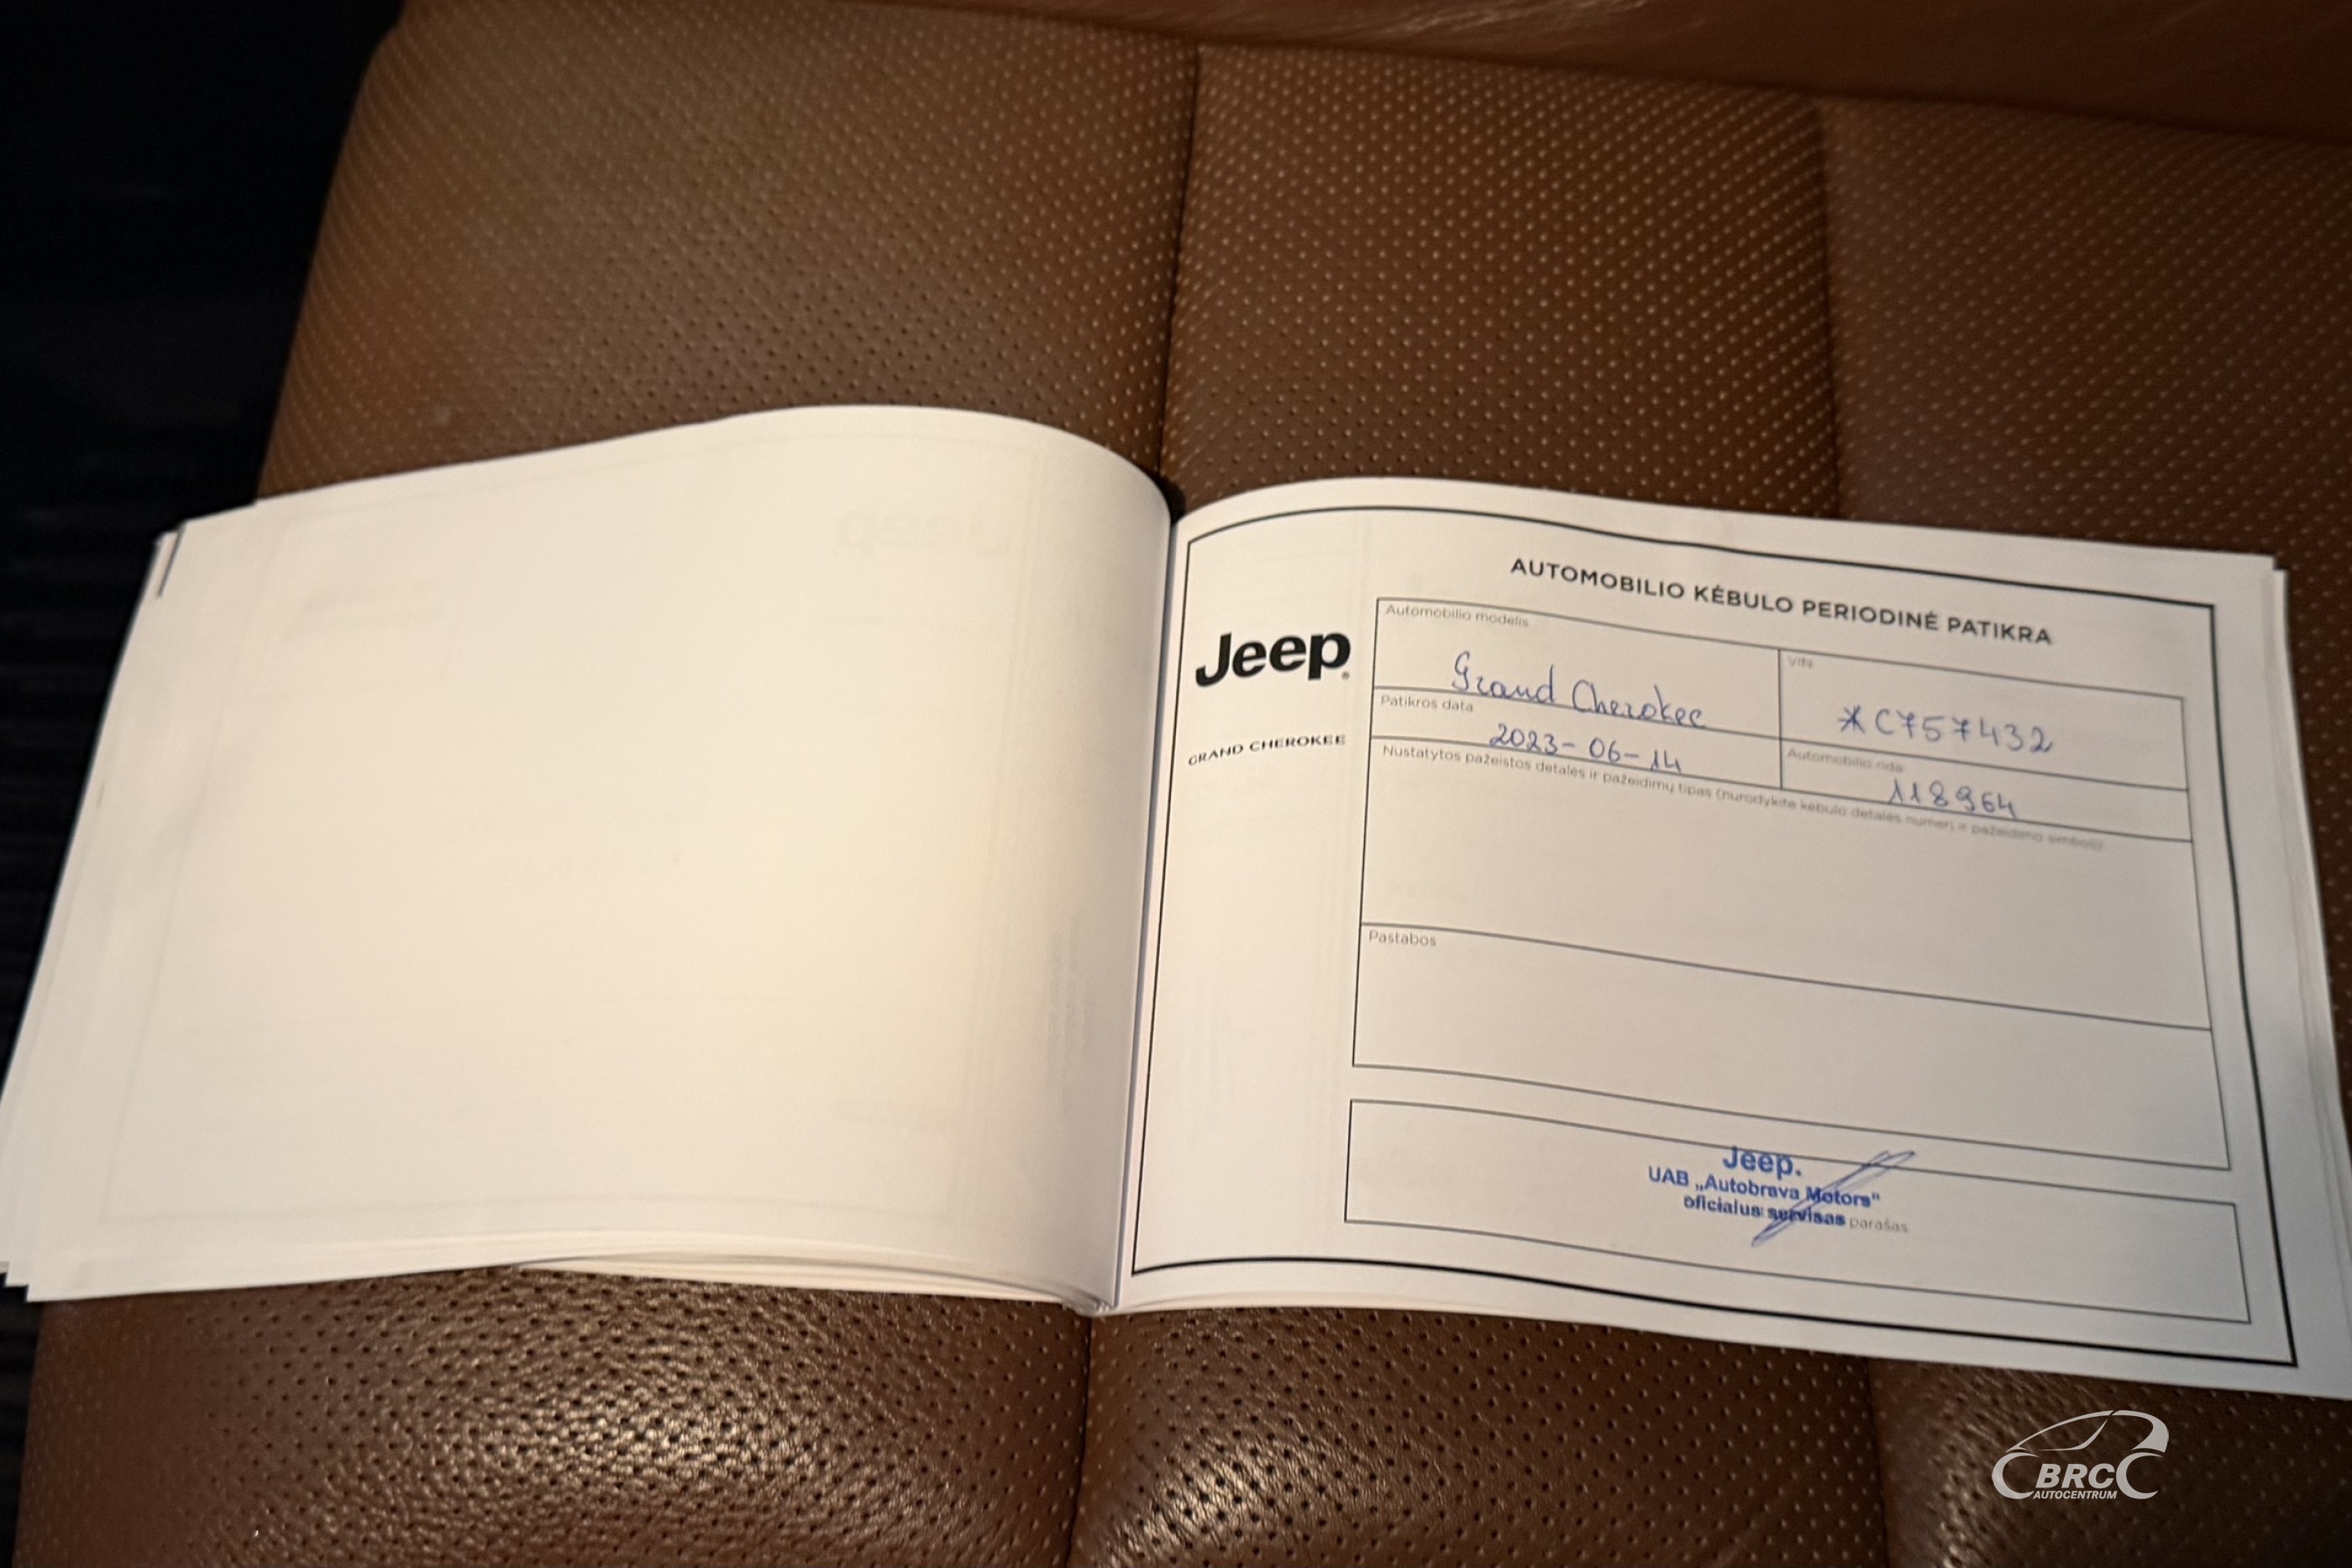 AUTOMOBILIO KĖBULO PERIODINĖ PATIKRA
Jeep
GRAND CHEROKEE
Automobilio modelis
Grand Cherokee
VIN
*C757432
Patikros data
2023-06-14
Automobilio rida
118964
Nustatytos pažeistos detalės ir pažeidimų tipas (nurodykite kėbulo detalės numerį ir pažeidimo simbolį)
Pastabos
Jeep.
UAB „Autobrava Motors"
oficialus servisas
parašas
BRC
AUTOCENTRUM